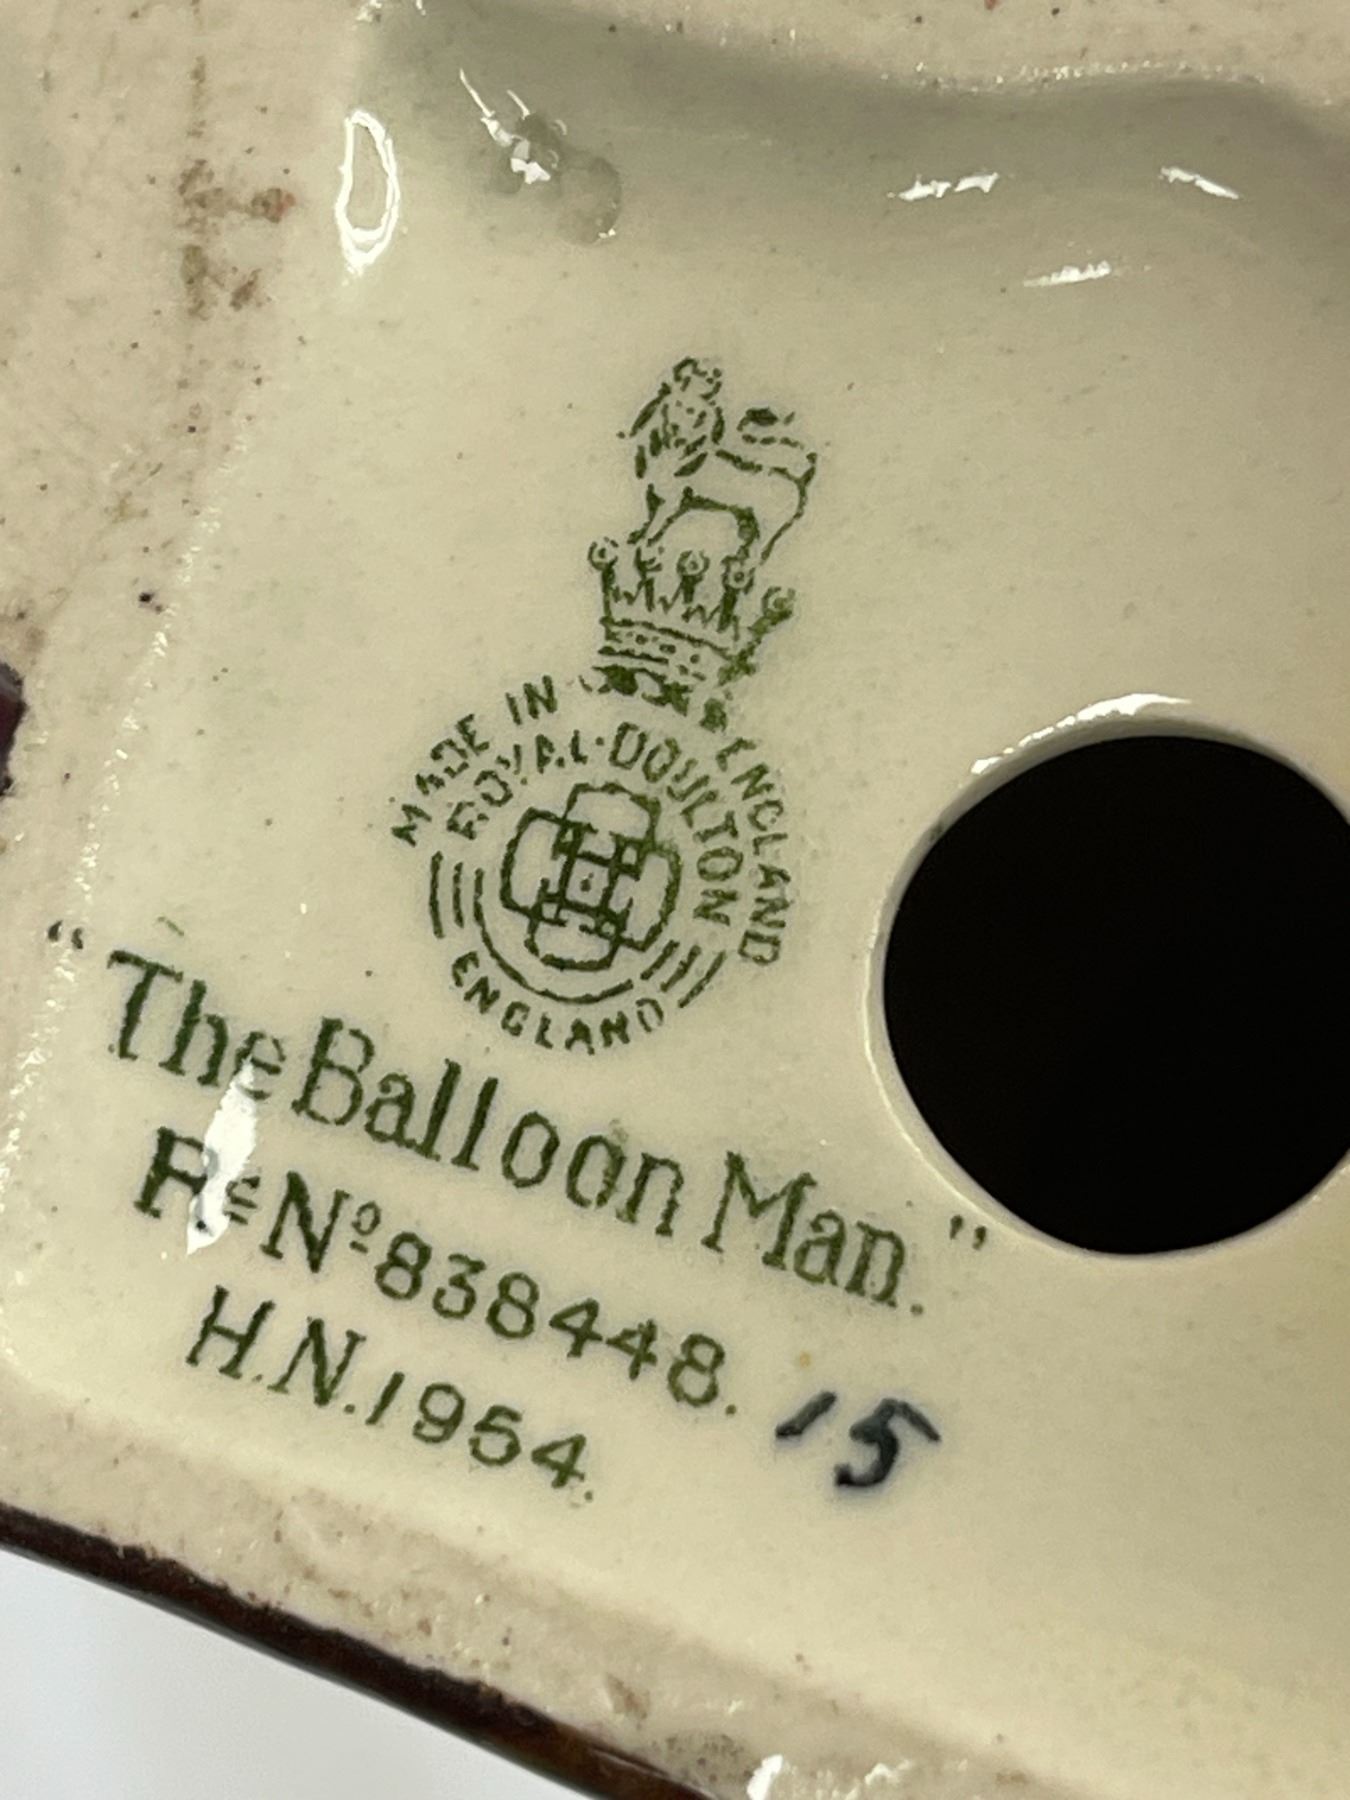 MADE IN ENGLAND
ROYAL·DOULTON
ENGLAND
"The Balloon Man."
Rᵈ Nº 838448.
H.N.1954.
15